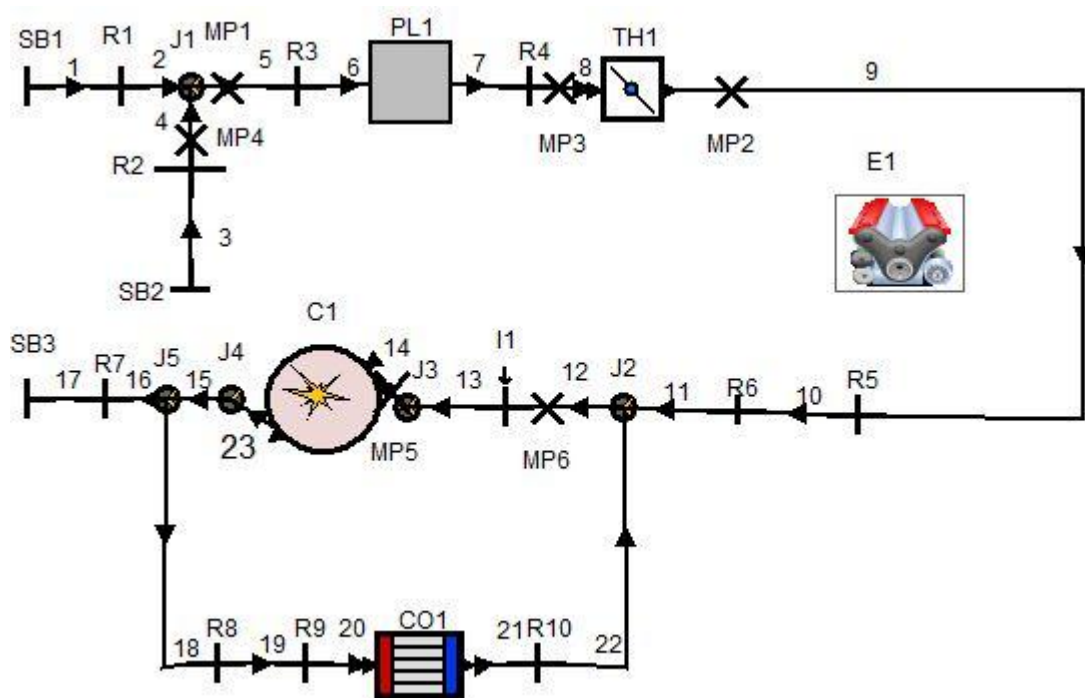 SB1 1 R1 2 J1 MP1 5 R3 6 PL1 7 R4 8 TH1 9
4 MP4 MP3 MP2
R2 E1
3
SB2
SB3 17 R7 16 J5 15 J4 C1 14 J3 13 I1 12 J2 11 R6 10 R5
23 MP5 MP6
18 R8 19 R9 20 CO1 21 R10 22